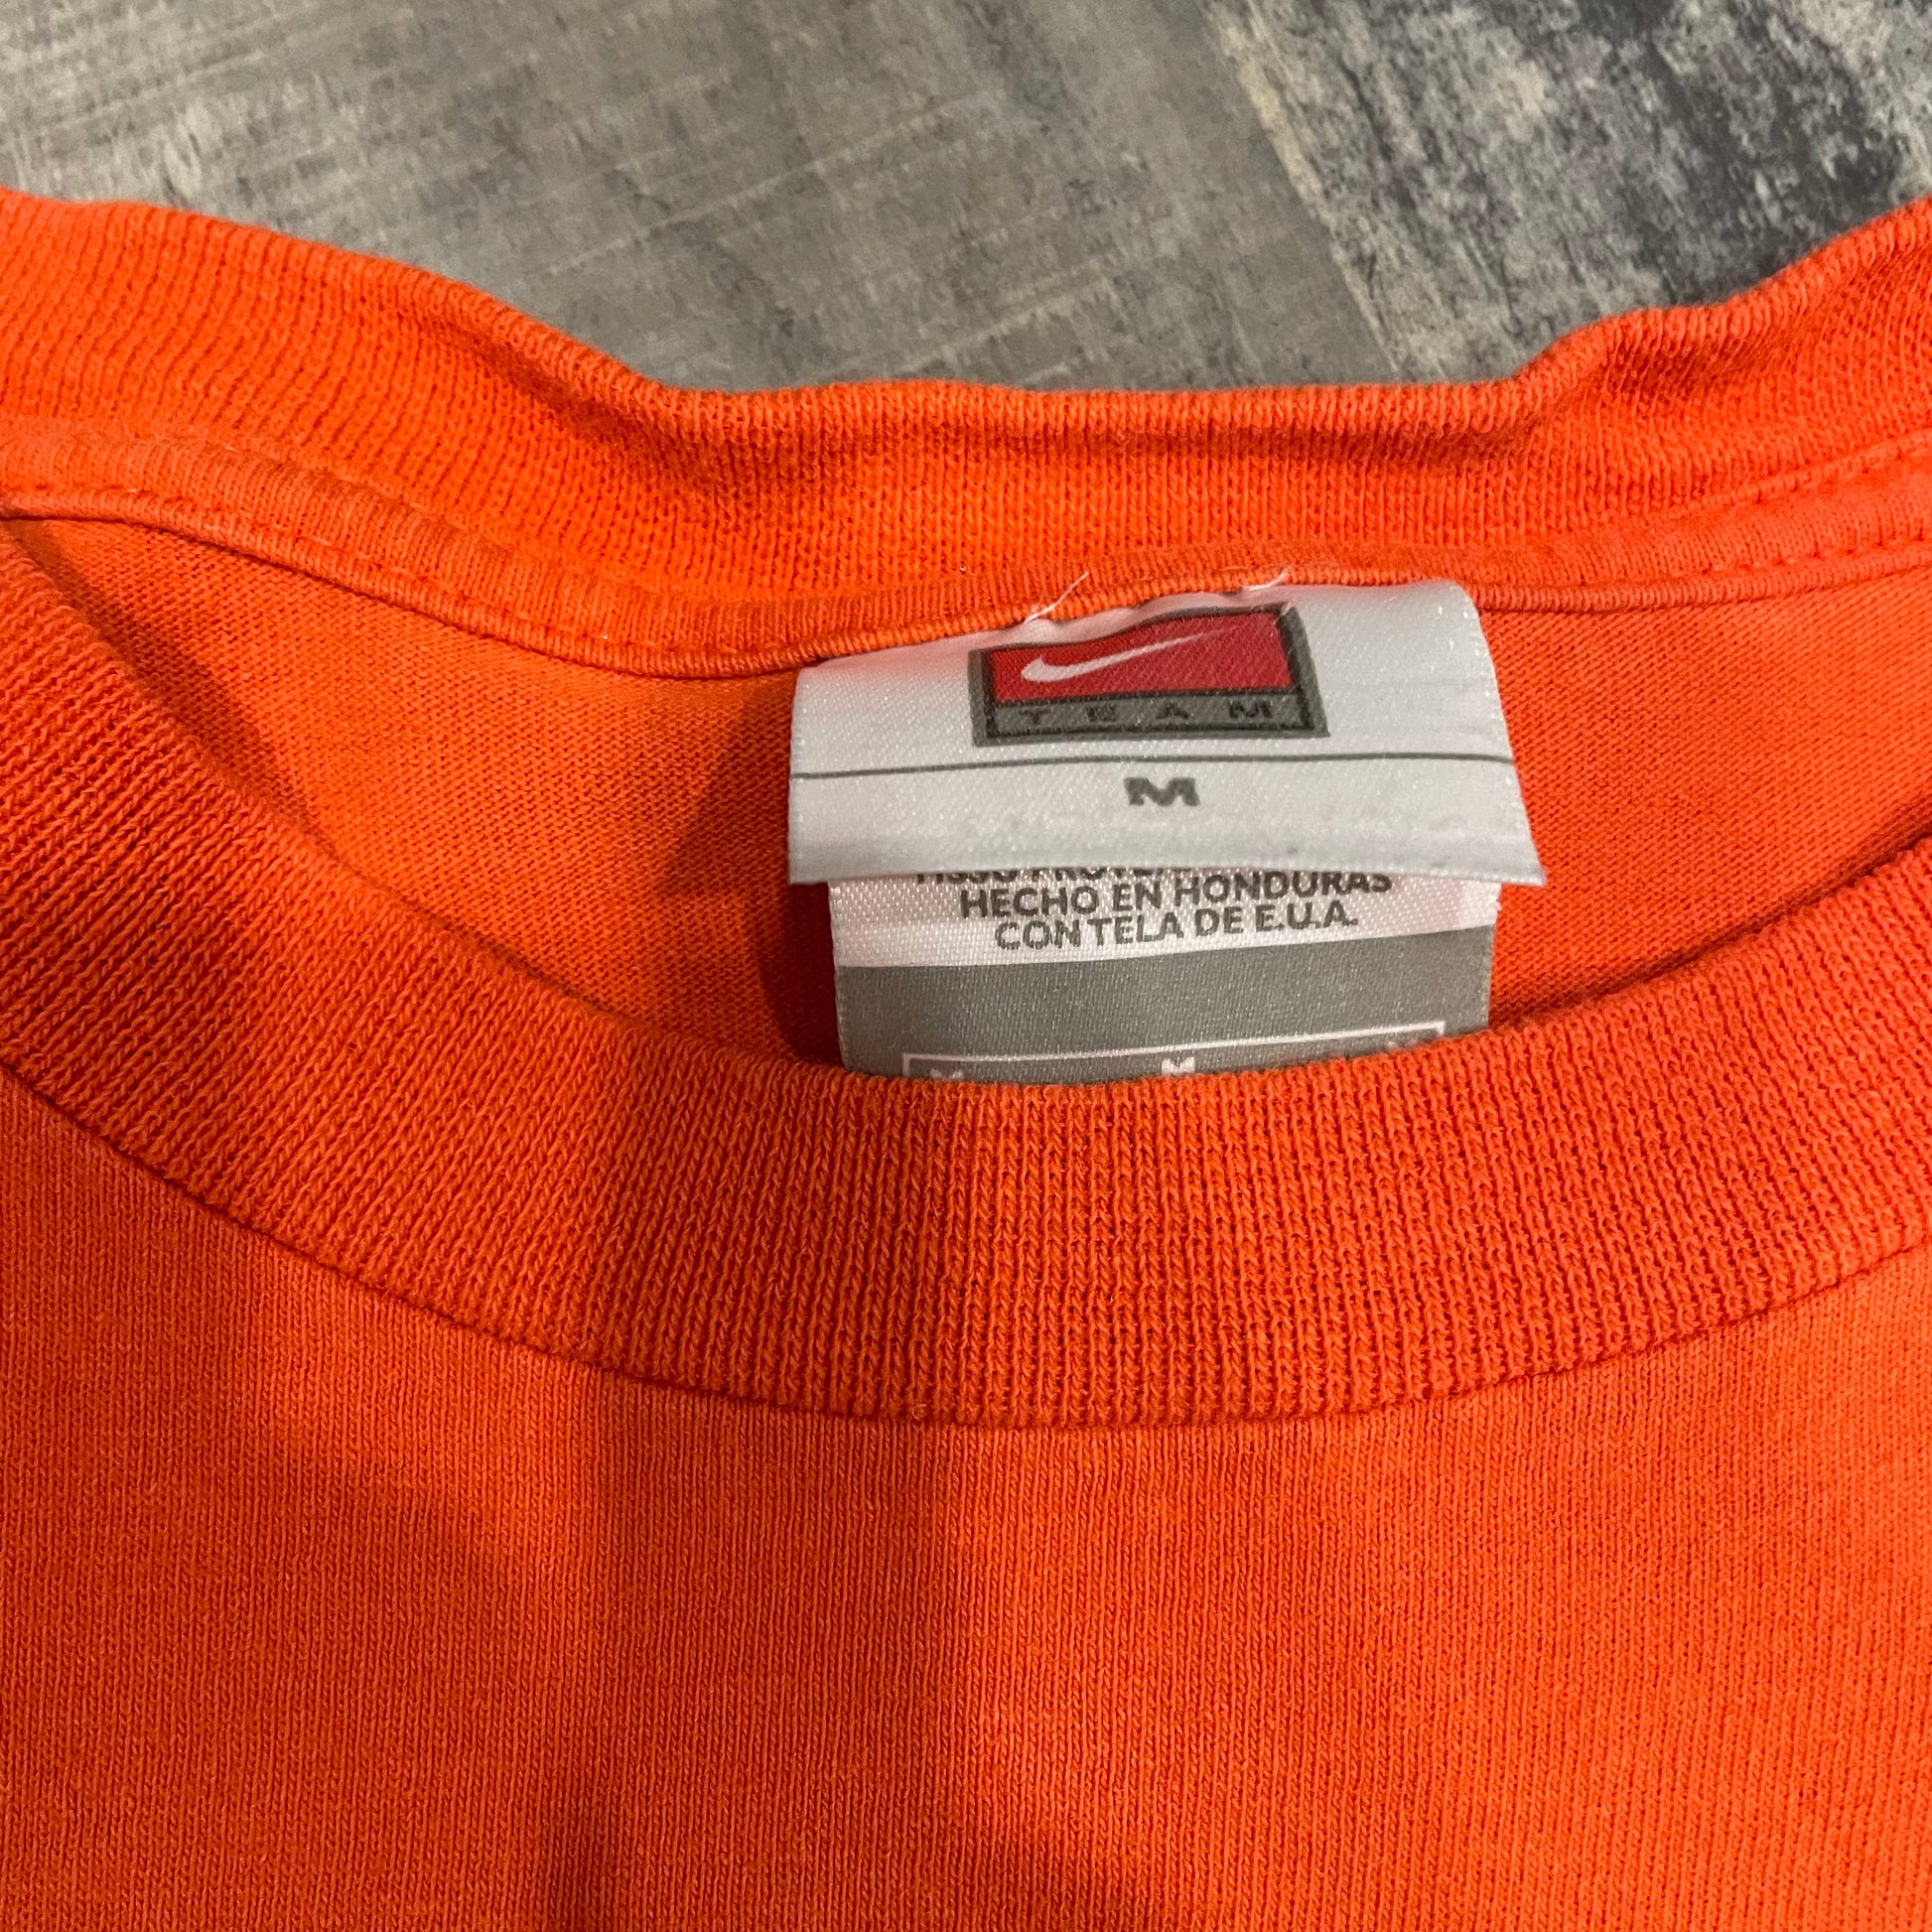 TEAM
M
HECHO EN HONDURAS
CON TELA DE E.U.A.